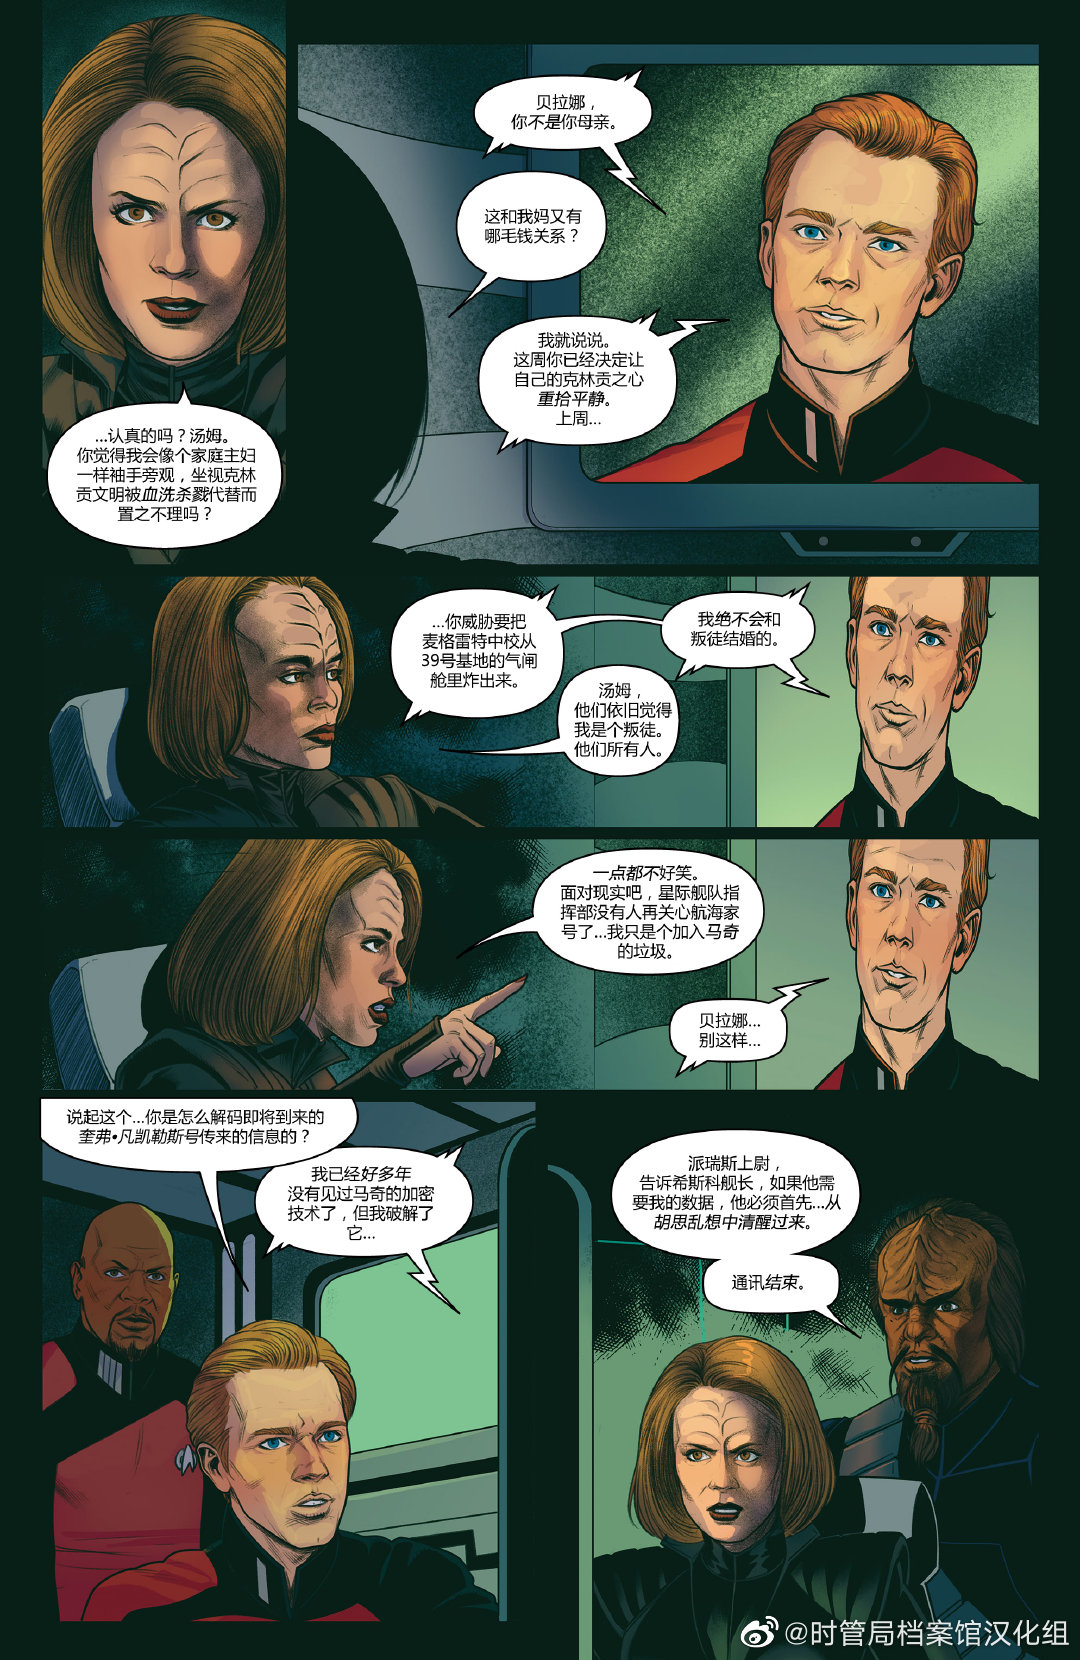 贝拉娜，
你不是你母亲。
这和我妈又有
哪毛钱关系？
我就说说。
这周你已经决定让
自己的克林贡之心
重拾平静。
上周…
…认真的吗？汤姆。
你觉得我会像个家庭主妇
一样袖手旁观，坐视克林
贡文明被血洗杀戮代替而
置之不理吗？
…你威胁要把
麦格雷特中校从
39号基地的气闸
舱里炸出来。
我绝不会和
叛徒结婚的。
汤姆，
他们依旧觉得
我是个叛徒。
他们所有人。
一点都不好笑。
面对现实吧，星际舰队指
挥部没有人再关心航海家
号了…我只是个加入马奇
的垃圾。
贝拉娜…
别这样…
说起这个…你是怎么解码即将到来的
奎弗•凡凯勒斯号传来的信息的？
我已经好多年
没有见过马奇的加密
技术了，但我破解了
它…
派瑞斯上尉，
告诉希斯科舰长，如果他需
要我的数据，他必须首先…从
胡思乱想中清醒过来。
通讯结束。
@时管局档案馆汉化组